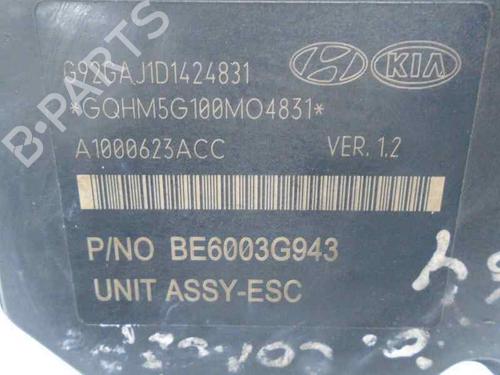 B-PARTS
G92GAJ1D1424831
KIA
*GQHM5G100MO4831*
A1000623ACC VER. 1.2
P/NO BE6003G943
UNIT ASSY-ESC